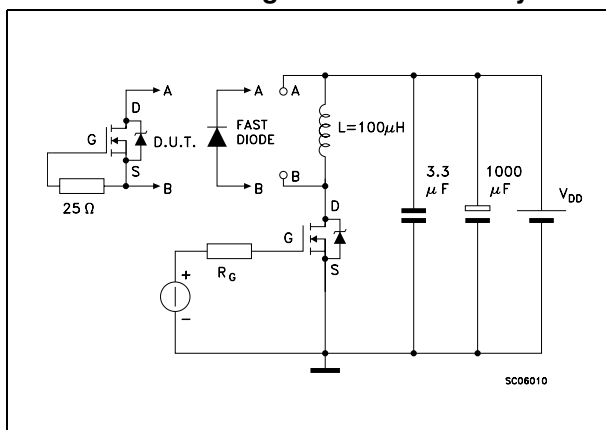 A
D
G
D.U.T.
S
B
25 Ω
A
FAST
DIODE
B
A
L=100μH
B
D
G
S
R_G
+
−
3.3
μF
1000
μF
V_DD
SC06010